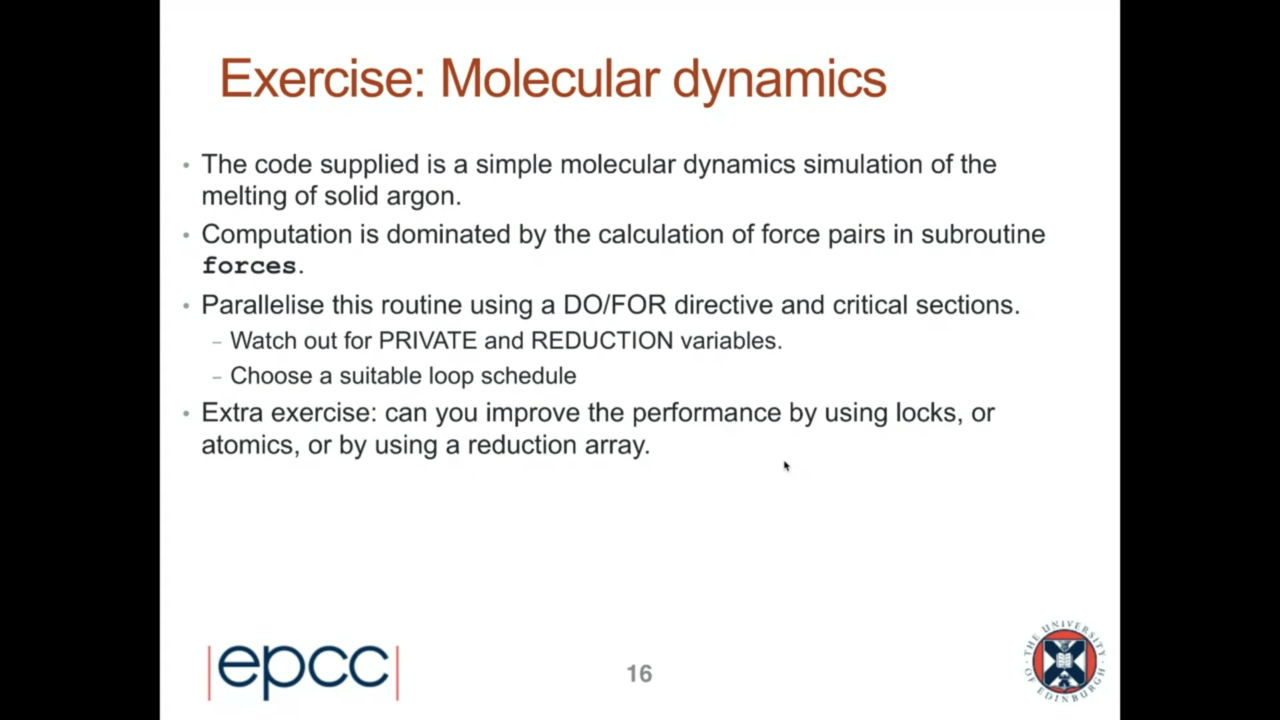 Exercise: Molecular dynamics
• The code supplied is a simple molecular dynamics simulation of the
melting of solid argon.
• Computation is dominated by the calculation of force pairs in subroutine
forces.
• Parallelise this routine using a DO/FOR directive and critical sections.
– Watch out for PRIVATE and REDUCTION variables.
– Choose a suitable loop schedule
• Extra exercise: can you improve the performance by using locks, or
atomics, or by using a reduction array.
|epcc|
16
THE UNIVERSITY
OF EDINBURGH